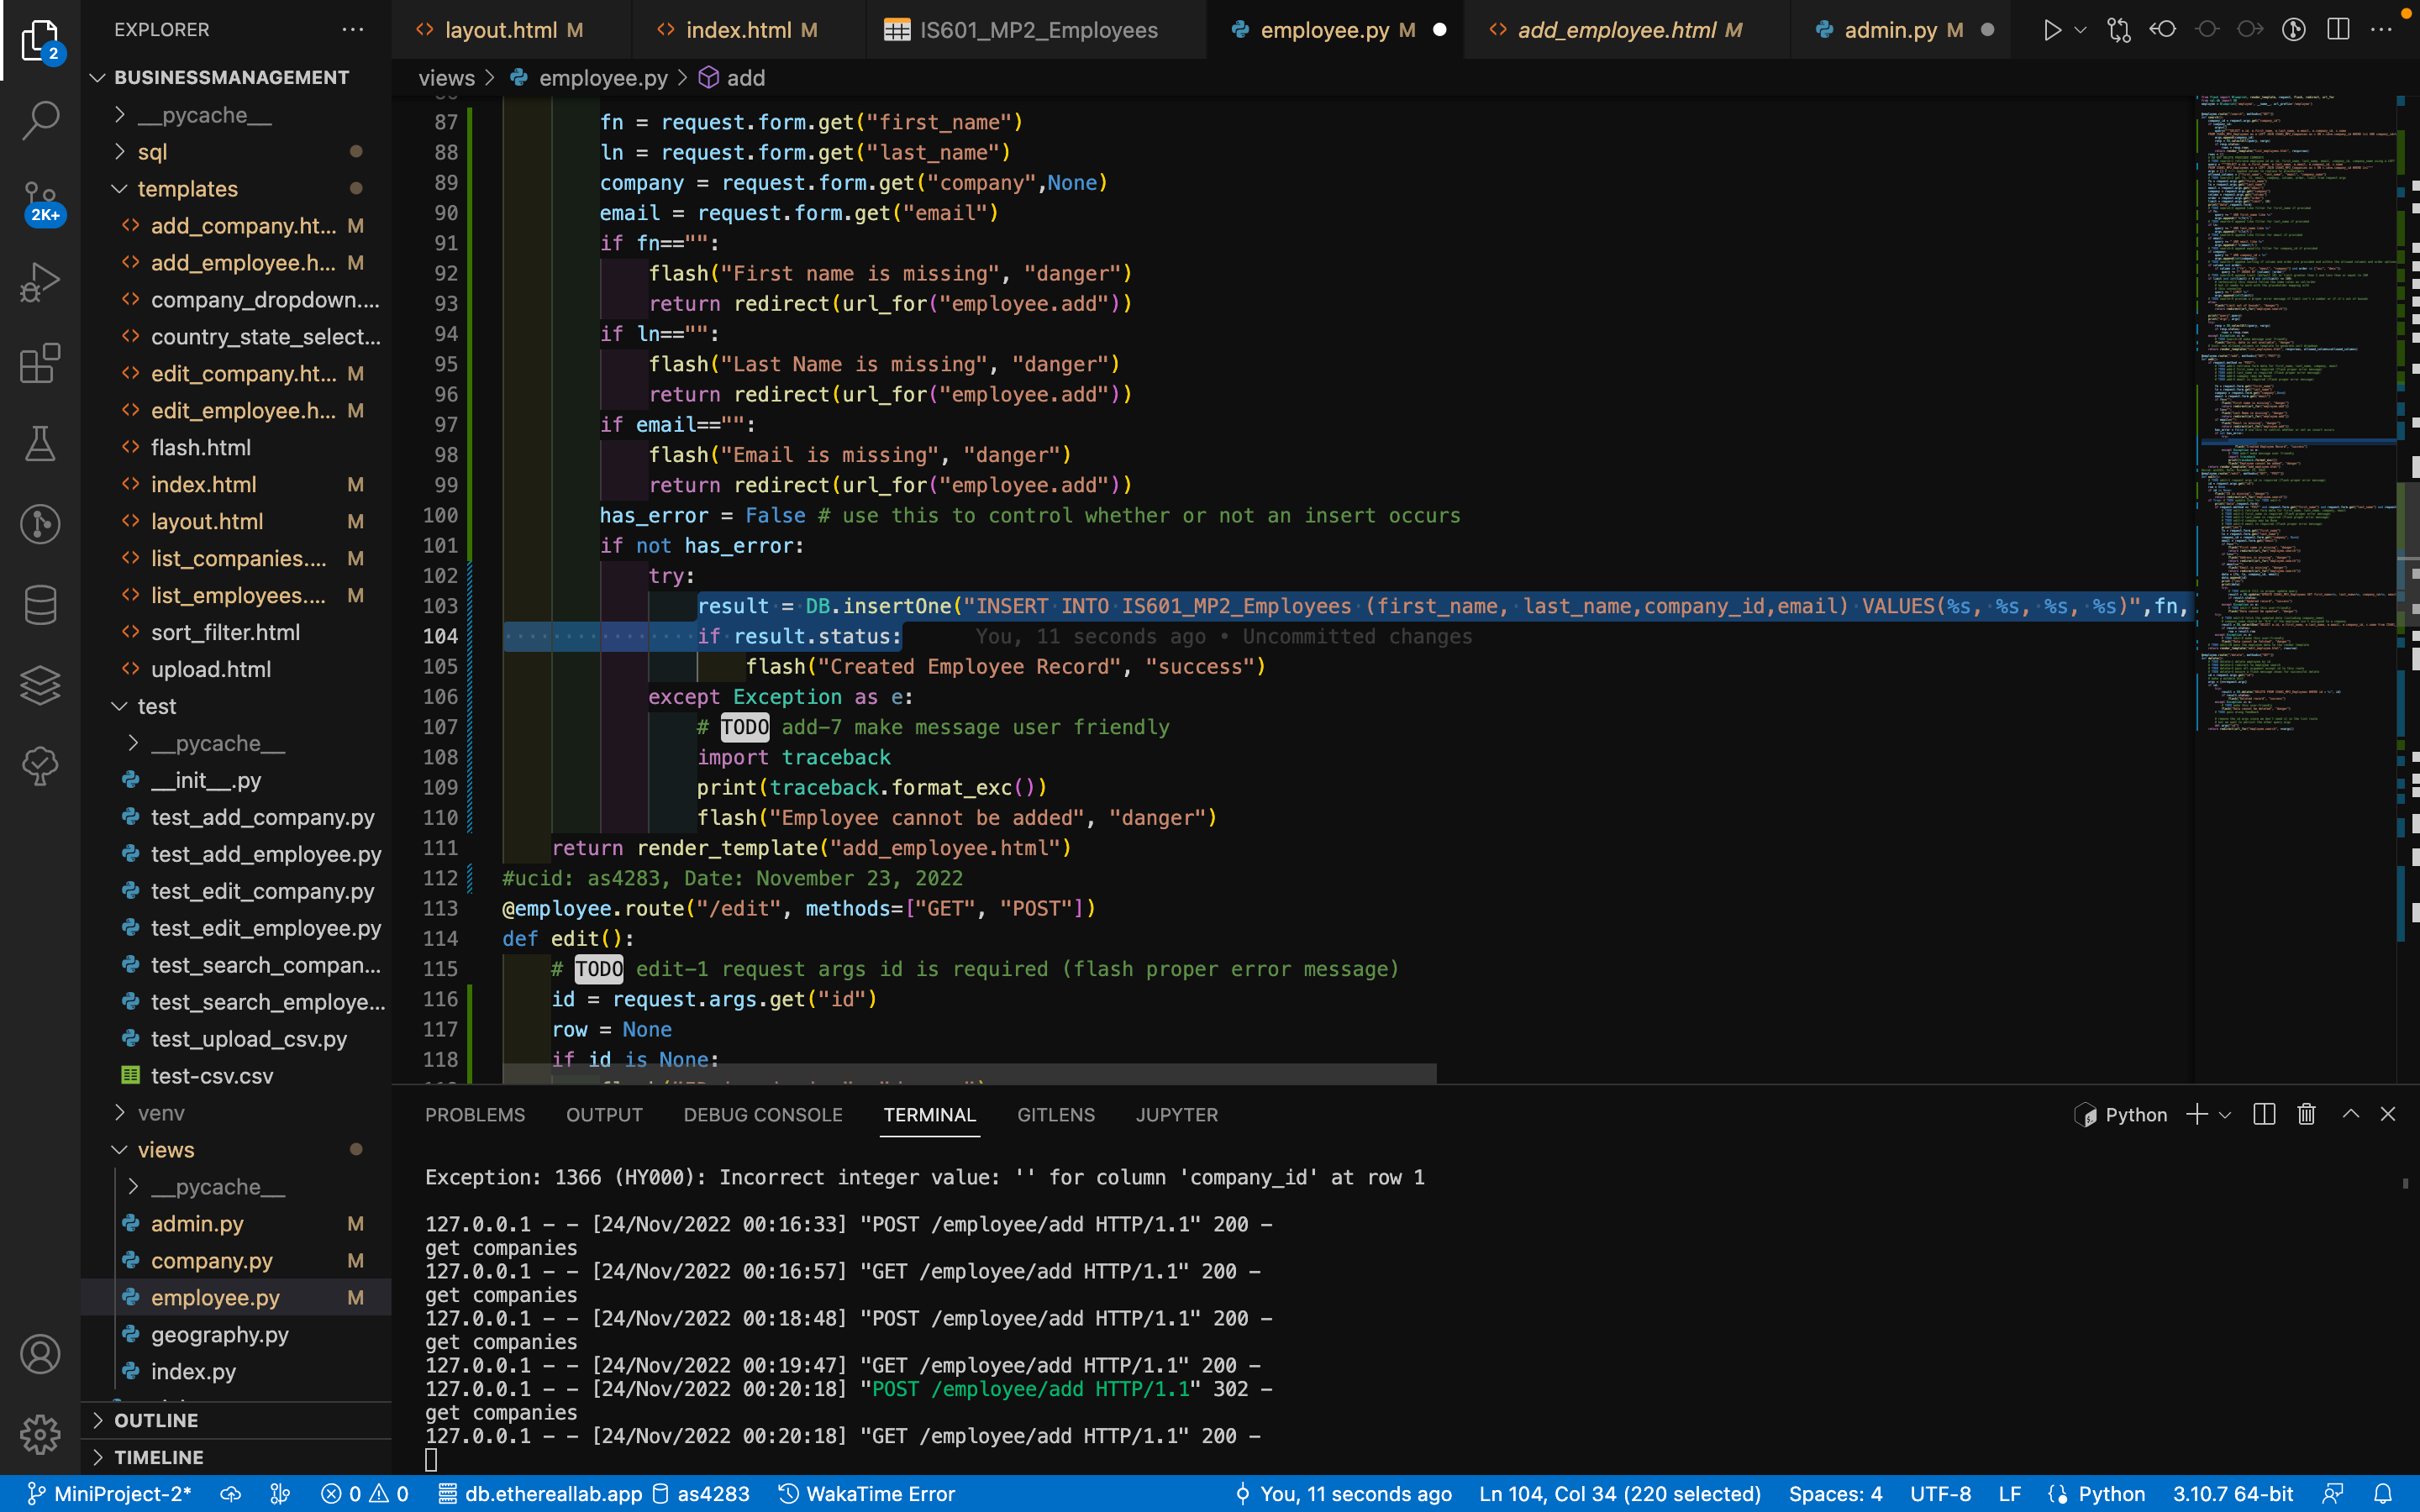 EXPLORER
2
BUSINESSMANAGEMENT
__pycache__
sql
templates
add_company.ht... M
add_employee.h... M
company_dropdown....
country_state_select...
edit_company.ht... M
edit_employee.h... M
flash.html
index.html M
layout.html M
list_companies.... M
list_employees.... M
sort_filter.html
upload.html
test
__pycache__
__init__.py
test_add_company.py
test_add_employee.py
test_edit_company.py
test_edit_employee.py
test_search_compan...
test_search_employe...
test_upload_csv.py
test-csv.csv
venv
views
__pycache__
admin.py M
company.py M
employee.py M
geography.py
index.py
OUTLINE
TIMELINE
2K+
layout.html M
index.html M
IS601_MP2_Employees
employee.py M
add_employee.html M
admin.py M
views > employee.py > add
87 fn = request.form.get("first_name")
88 ln = request.form.get("last_name")
89 company = request.form.get("company",None)
90 email = request.form.get("email")
91 if fn=="":
92 flash("First name is missing", "danger")
93 return redirect(url_for("employee.add"))
94 if ln=="":
95 flash("Last Name is missing", "danger")
96 return redirect(url_for("employee.add"))
97 if email=="":
98 flash("Email is missing", "danger")
99 return redirect(url_for("employee.add"))
100 has_error = False # use this to control whether or not an insert occurs
101 if not has_error:
102 try:
103 result = DB.insertOne("INSERT INTO IS601_MP2_Employees (first_name, last_name,company_id,email) VALUES(%s, %s, %s, %s)",fn,
104 if result.status: You, 11 seconds ago • Uncommitted changes
105 flash("Created Employee Record", "success")
106 except Exception as e:
107 # TODO add-7 make message user friendly
108 import traceback
109 print(traceback.format_exc())
110 flash("Employee cannot be added", "danger")
111 return render_template("add_employee.html")
112 #ucid: as4283, Date: November 23, 2022
113 @employee.route("/edit", methods=["GET", "POST"])
114 def edit():
115 # TODO edit-1 request args id is required (flash proper error message)
116 id = request.args.get("id")
117 row = None
118 if id is None:
PROBLEMS OUTPUT DEBUG CONSOLE TERMINAL GITLENS JUPYTER
Python
Exception: 1366 (HY000): Incorrect integer value: '' for column 'company_id' at row 1
127.0.0.1 - - [24/Nov/2022 00:16:33] "POST /employee/add HTTP/1.1" 200 -
get companies
127.0.0.1 - - [24/Nov/2022 00:16:57] "GET /employee/add HTTP/1.1" 200 -
get companies
127.0.0.1 - - [24/Nov/2022 00:18:48] "POST /employee/add HTTP/1.1" 200 -
get companies
127.0.0.1 - - [24/Nov/2022 00:19:47] "GET /employee/add HTTP/1.1" 200 -
127.0.0.1 - - [24/Nov/2022 00:20:18] "POST /employee/add HTTP/1.1" 302 -
get companies
127.0.0.1 - - [24/Nov/2022 00:20:18] "GET /employee/add HTTP/1.1" 200 -
MiniProject-2* 0 0 db.ethereallab.app as4283 WakaTime Error You, 11 seconds ago Ln 104, Col 34 (220 selected) Spaces: 4 UTF-8 LF Python 3.10.7 64-bit